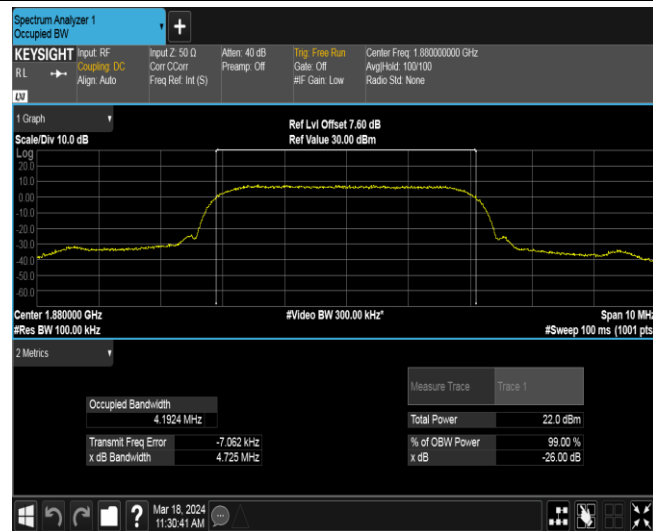 Spectrum Analyzer 1
Occupied BW
+
KEYSIGHT Input: RF Input Z: 50 Ω Atten: 40 dB Trig: Free Run Center Freq: 1.880000000 GHz
RL Coupling: DC Corr CCorr Preamp: Off Gate: Off Avg|Hold: 100/100
Align: Auto Freq Ref: Int (S) #IF Gain: Low Radio Std: None
LXI
1 Graph
Ref Lvl Offset 7.60 dB
Scale/Div 10.0 dB Ref Value 30.00 dBm
Log
20.0
10.0
0.00
-10.0
-20.0
-30.0
-40.0
-50.0
-60.0
Center 1.880000 GHz #Video BW 300.00 kHz* Span 10 MHz
#Res BW 100.00 kHz #Sweep 100 ms (1001 pts
2 Metrics
Measure Trace Trace 1
Occupied Bandwidth
4.1924 MHz Total Power 22.0 dBm
Transmit Freq Error -7.062 kHz % of OBW Power 99.00 %
x dB Bandwidth 4.725 MHz x dB -26.00 dB
? Mar 18, 2024
11:30:41 AM